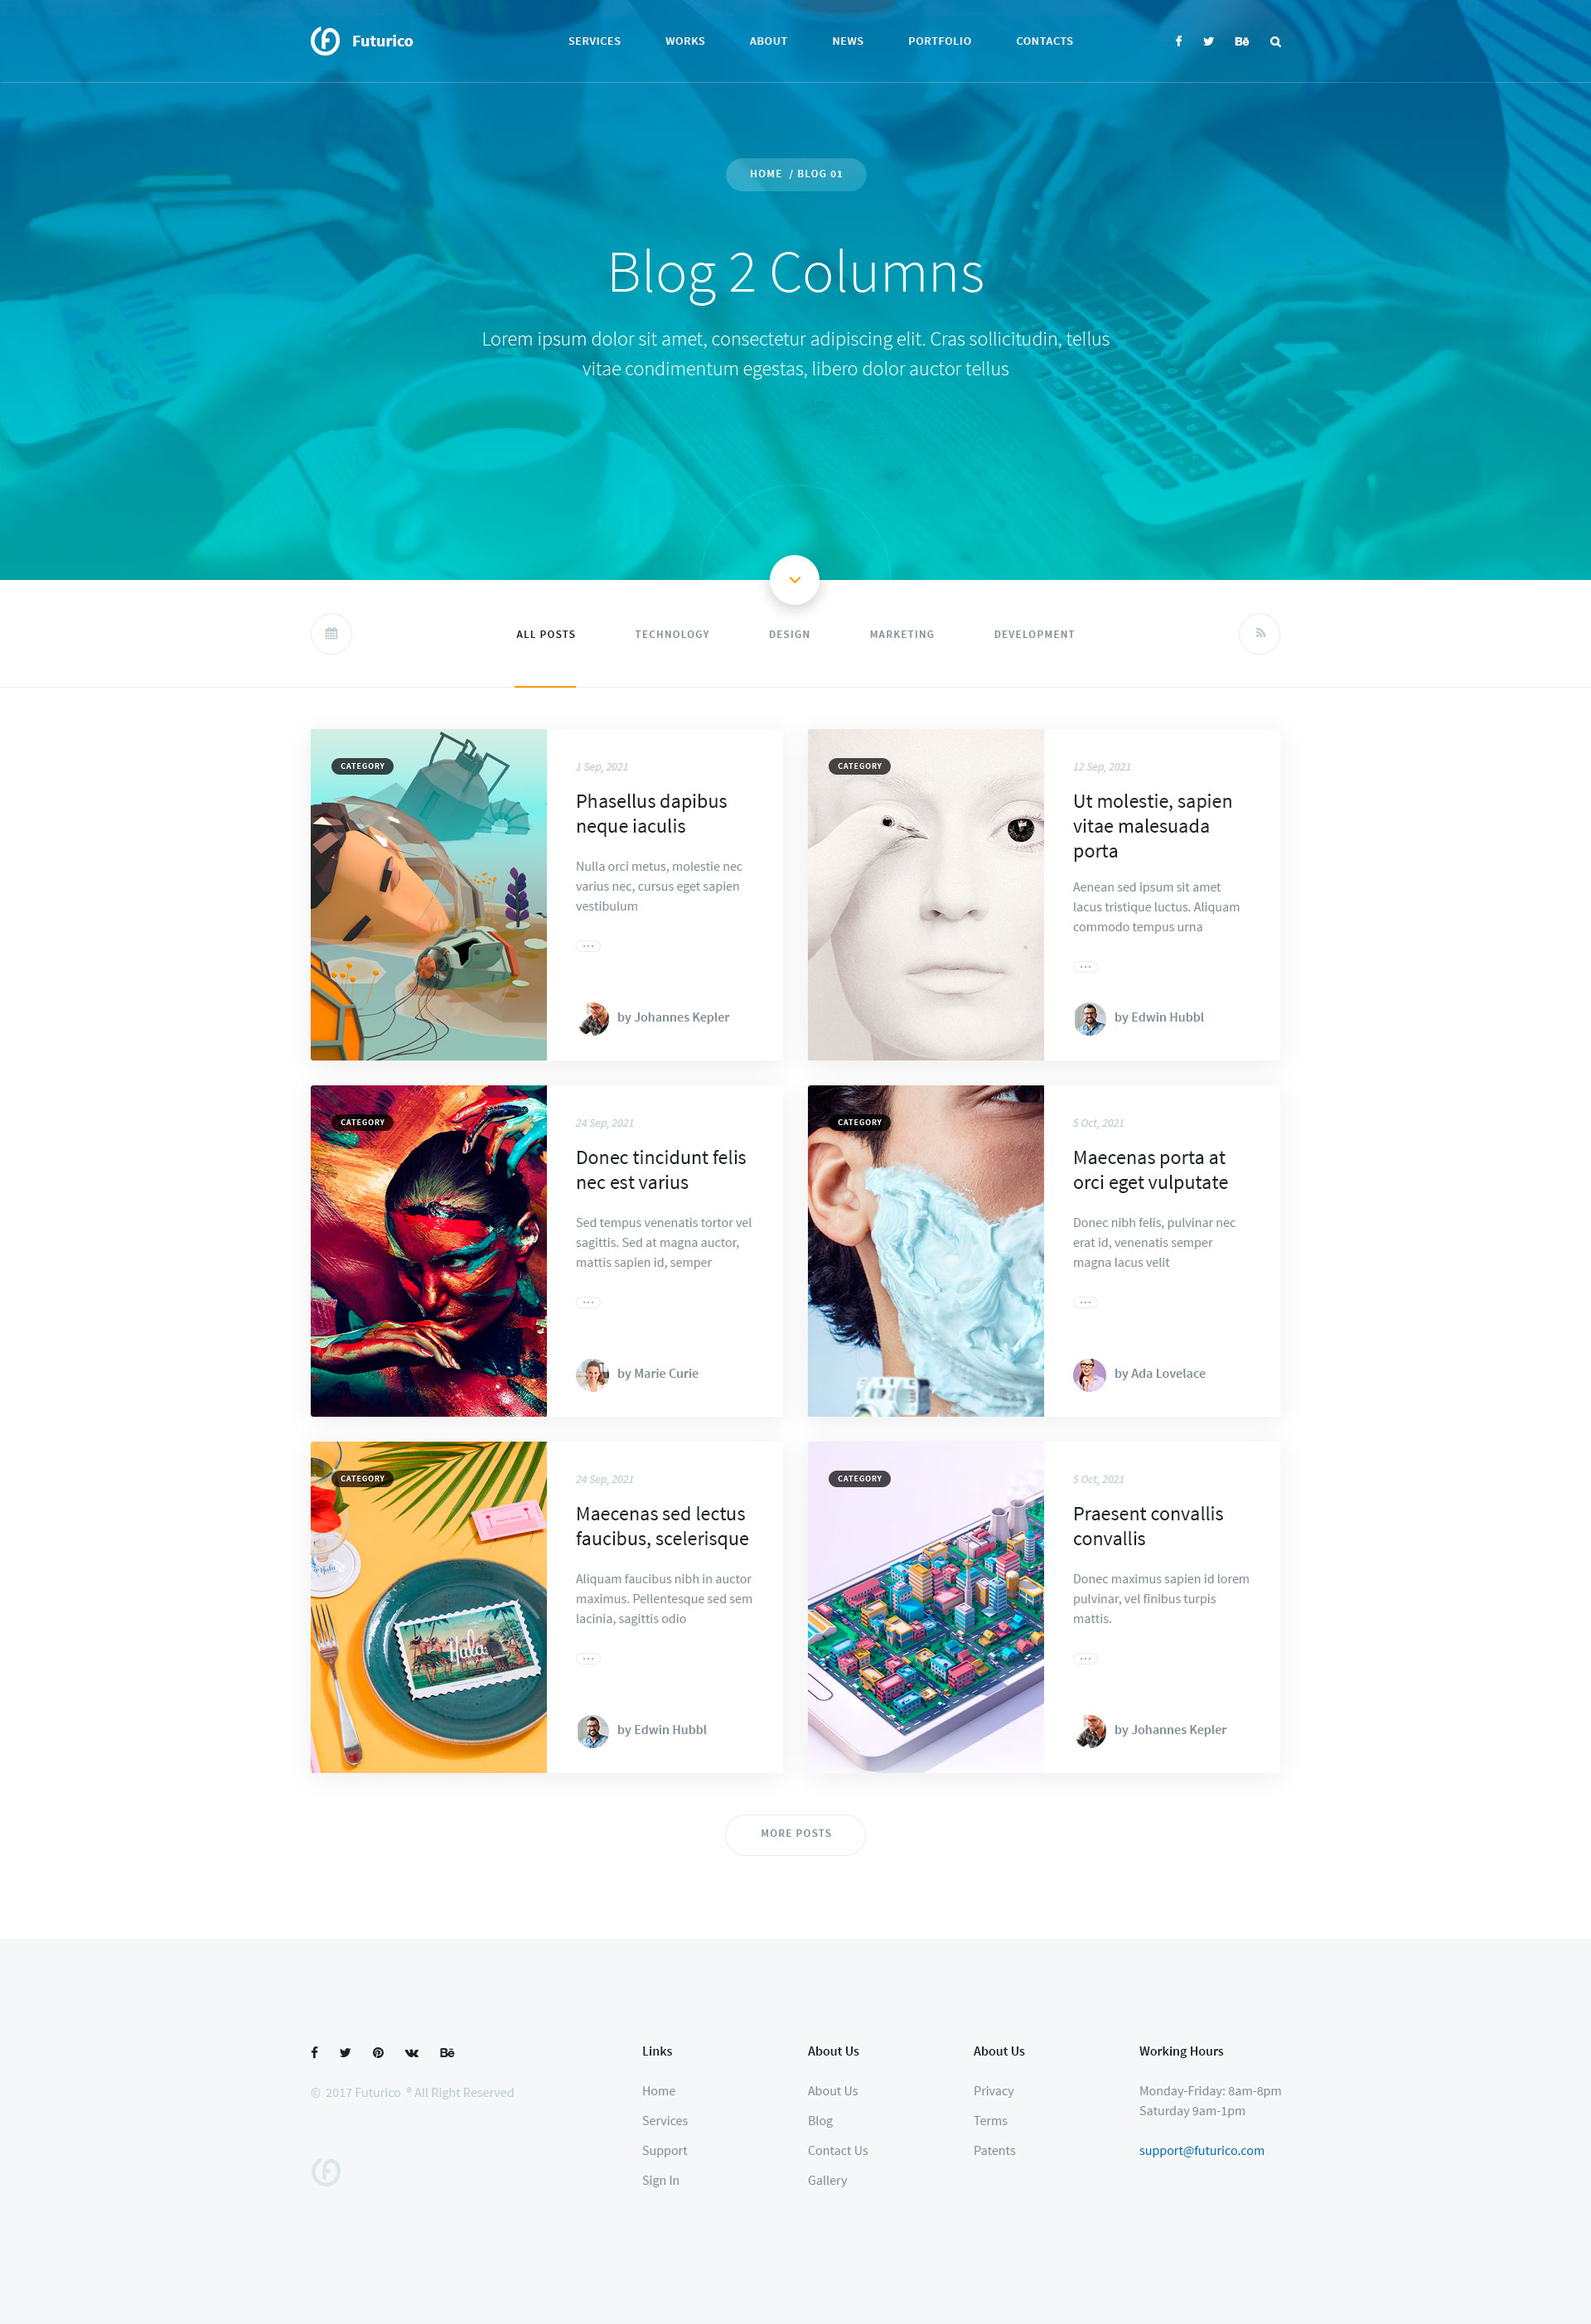 Futurico
SERVICES WORKS ABOUT NEWS PORTFOLIO CONTACTS
HOME / BLOG 01
Blog 2 Columns
Lorem ipsum dolor sit amet, consectetur adipiscing elit. Cras sollicitudin, tellus
vitae condimentum egestas, libero dolor auctor tellus
ALL POSTS TECHNOLOGY DESIGN MARKETING DEVELOPMENT
CATEGORY
1 Sep, 2021
Phasellus dapibus
neque iaculis
Nulla orci metus, molestie nec
varius nec, cursus eget sapien
vestibulum
by Johannes Kepler
CATEGORY
12 Sep, 2021
Ut molestie, sapien
vitae malesuada
porta
Aenean sed ipsum sit amet
lacus tristique luctus. Aliquam
commodo tempus urna
by Edwin Hubbl
CATEGORY
24 Sep, 2021
Donec tincidunt felis
nec est varius
Sed tempus venenatis tortor vel
sagittis. Sed at magna auctor,
mattis sapien id, semper
by Marie Curie
CATEGORY
5 Oct, 2021
Maecenas porta at
orci eget vulputate
Donec nibh felis, pulvinar nec
erat id, venenatis semper
magna lacus velit
by Ada Lovelace
CATEGORY
Hula
24 Sep, 2021
Maecenas sed lectus
faucibus, scelerisque
Aliquam faucibus nibh in auctor
maximus. Pellentesque sed sem
lacinia, sagittis odio
by Edwin Hubbl
CATEGORY
5 Oct, 2021
Praesent convallis
convallis
Donec maximus sapien id lorem
pulvinar, vel finibus turpis
mattis.
by Johannes Kepler
MORE POSTS
© 2017 Futurico ® All Right Reserved
Links
Home
Services
Support
Sign In
About Us
About Us
Blog
Contact Us
Gallery
About Us
Privacy
Terms
Patents
Working Hours
Monday-Friday: 8am-8pm
Saturday 9am-1pm
support@futurico.com